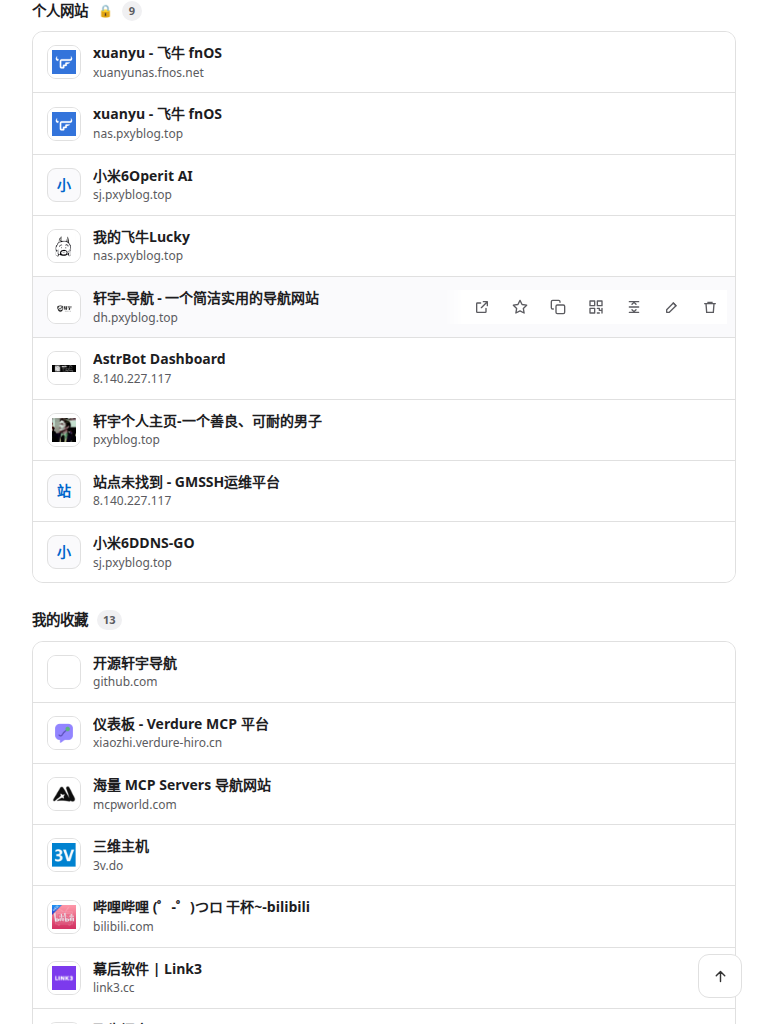 个人网站 🔒 9
xuanyu - 飞牛 fnOS
xuanyunas.fnos.net
xuanyu - 飞牛 fnOS
nas.pxyblog.top
小
小米6Operit AI
sj.pxyblog.top
我的飞牛Lucky
nas.pxyblog.top
轩宇-导航 - 一个简洁实用的导航网站
dh.pxyblog.top
AstrBot Dashboard
8.140.227.117
轩宇个人主页-一个善良、可耐的男子
pxyblog.top
站
站点未找到 - GMSSH运维平台
8.140.227.117
小
小米6DDNS-GO
sj.pxyblog.top
我的收藏 13
开源轩宇导航
github.com
仪表板 - Verdure MCP 平台
xiaozhi.verdure-hiro.cn
海量 MCP Servers 导航网站
mcpworld.com
3V
三维主机
3v.do
哔哩哔哩 (゜-゜)つロ 干杯~-bilibili
bilibili.com
LINK3
幕后软件 | Link3
link3.cc